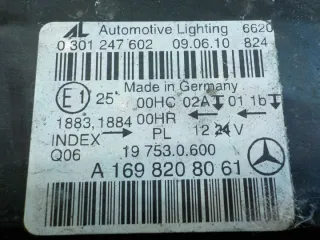 AL Automotive Lighting 6620
0 301 247 602 09.06.10 824
Made in Germany
E1 25° 00HC 02A 01 1b
1883,1884 00HR
INDEX PL 12 24V
Q06 19 753.0.600
A 169 820 80 61